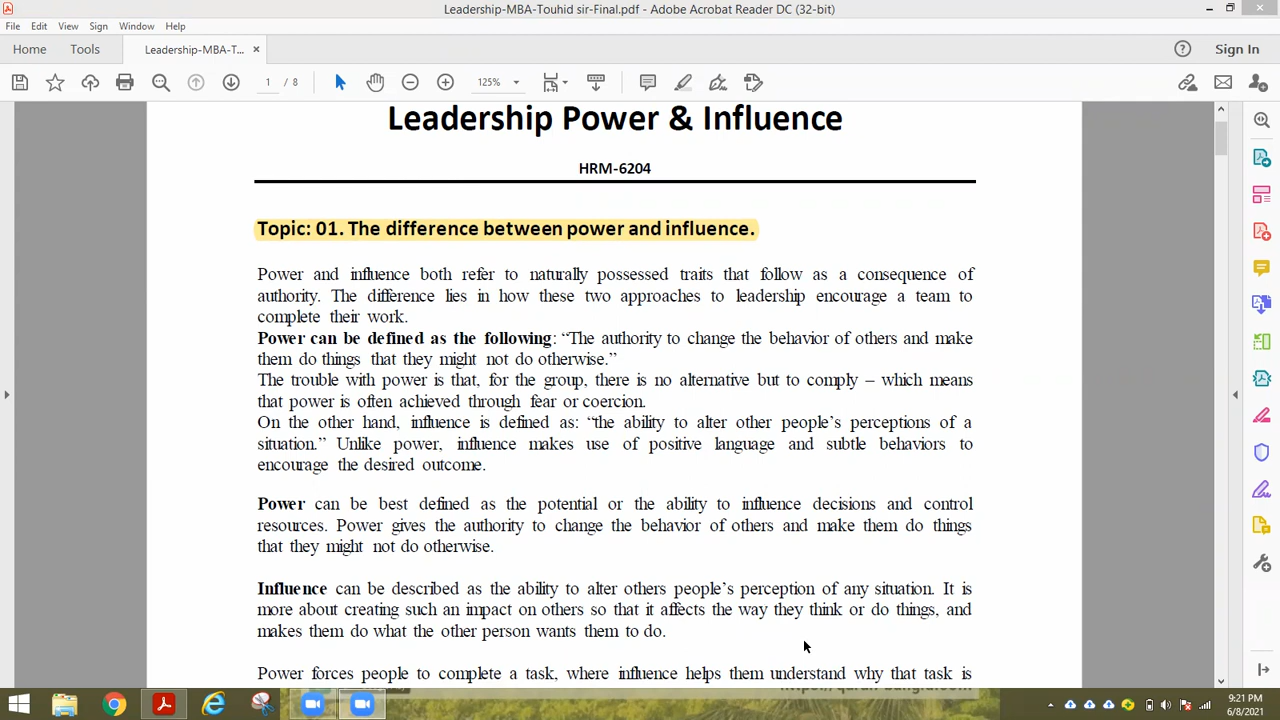 Leadership-MBA-Touhid sir-Final.pdf - Adobe Acrobat Reader DC (32-bit)
File Edit View Sign Window Help
Home Tools Leadership-MBA-T... × Sign In
1 / 8 125%
Leadership Power & Influence
HRM-6204
Topic: 01. The difference between power and influence.
Power and influence both refer to naturally possessed traits that follow as a consequence of
authority. The difference lies in how these two approaches to leadership encourage a team to
complete their work.
Power can be defined as the following: “The authority to change the behavior of others and make
them do things that they might not do otherwise.”
The trouble with power is that, for the group, there is no alternative but to comply – which means
that power is often achieved through fear or coercion.
On the other hand, influence is defined as: “the ability to alter other people’s perceptions of a
situation.” Unlike power, influence makes use of positive language and subtle behaviors to
encourage the desired outcome.
Power can be best defined as the potential or the ability to influence decisions and control
resources. Power gives the authority to change the behavior of others and make them do things
that they might not do otherwise.
Influence can be described as the ability to alter others people’s perception of any situation. It is
more about creating such an impact on others so that it affects the way they think or do things, and
makes them do what the other person wants them to do.
Power forces people to complete a task, where influence helps them understand why that task is
9:21 PM
6/8/2021